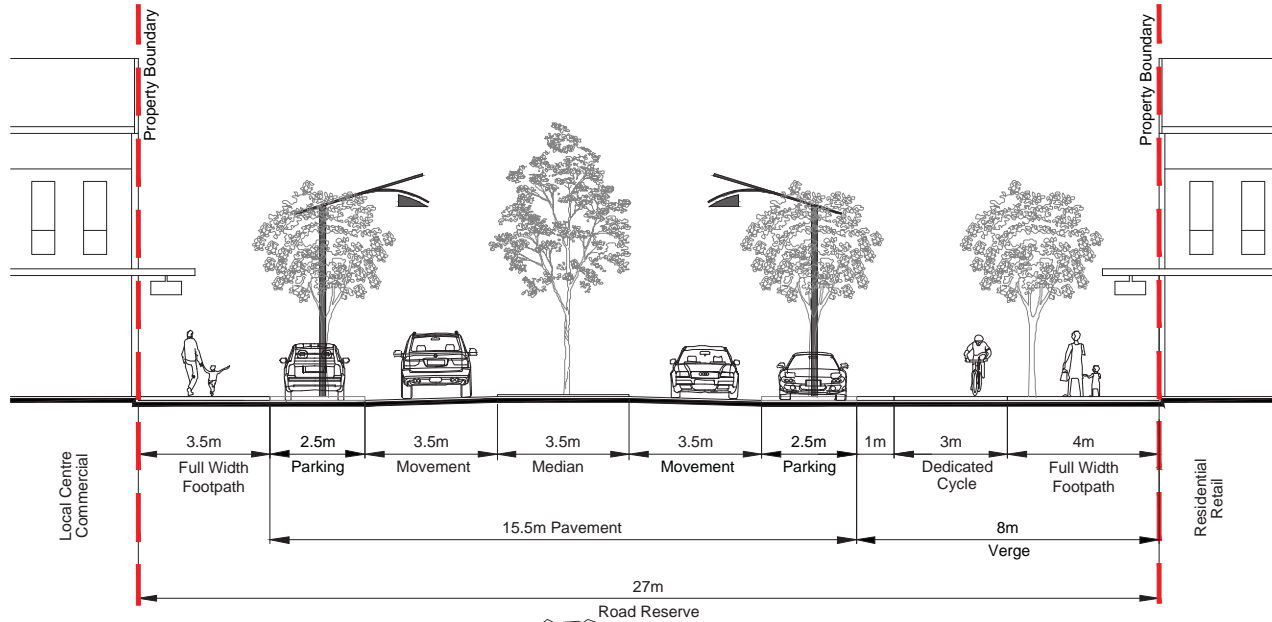 Property Boundary
Property Boundary
3.5m
2.5m
3.5m
3.5m
3.5m
2.5m
1m
3m
4m
Full Width
Footpath
Parking
Movement
Median
Movement
Parking
Dedicated
Cycle
Full Width
Footpath
Local Centre
Commercial
Residential
Retail
15.5m Pavement
8m
Verge
27m
Road Reserve